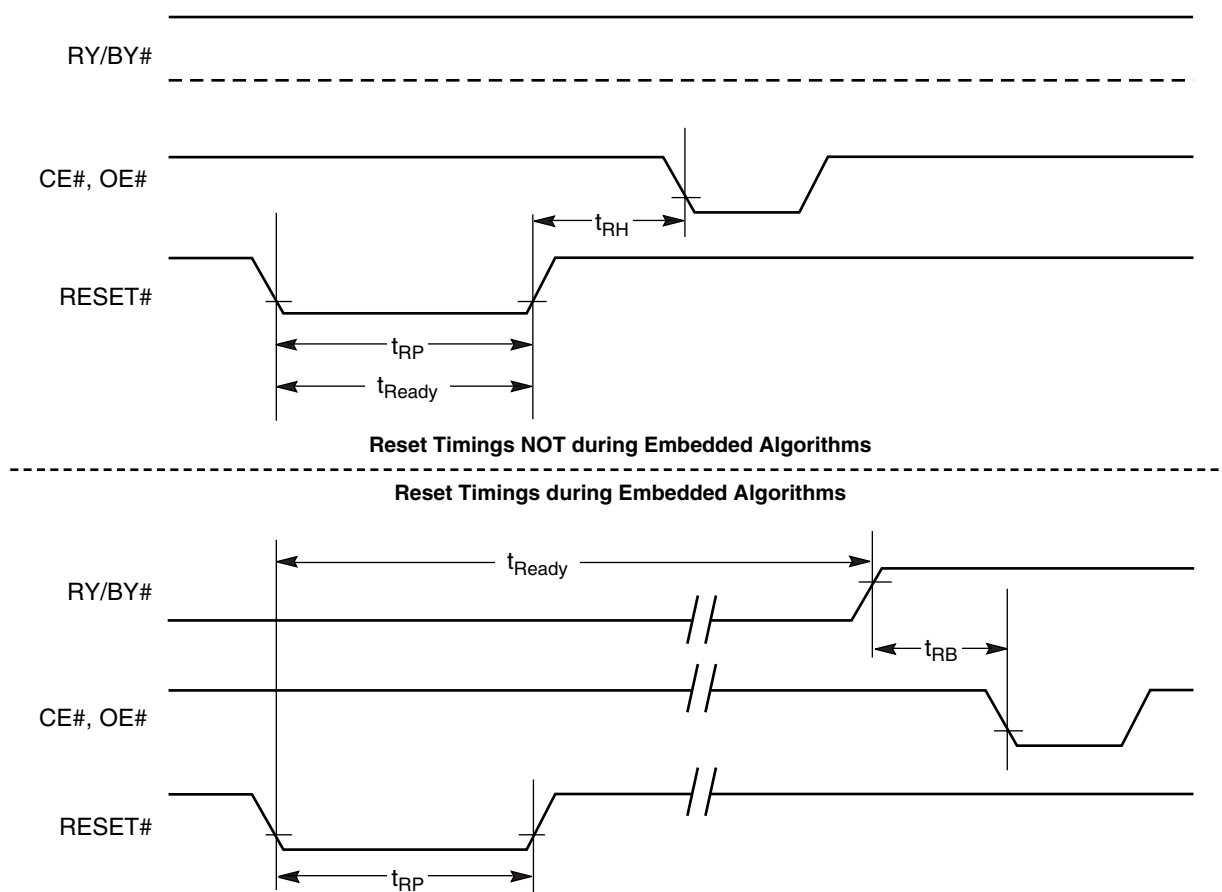 RY/BY#
CE#, OE#
tRH
RESET#
tRP
tReady
Reset Timings NOT during Embedded Algorithms
Reset Timings during Embedded Algorithms
tReady
RY/BY#
tRB
CE#, OE#
RESET#
tRP